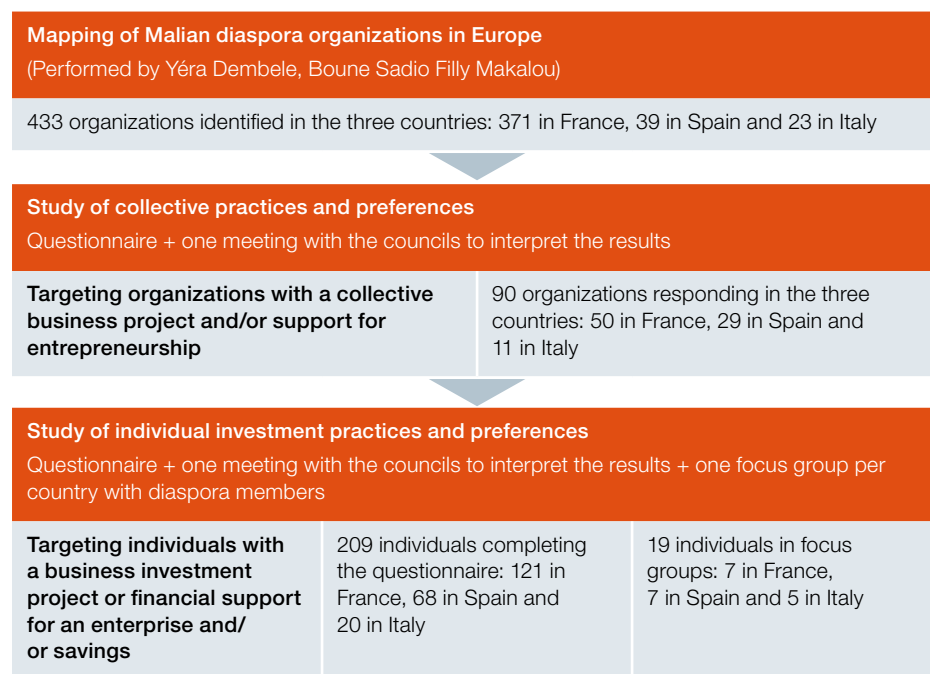 Mapping of Malian diaspora organizations in Europe
(Performed by Yéra Dembele, Boune Sadio Filly Makalou)
433 organizations identified in the three countries: 371 in France, 39 in Spain and 23 in Italy
Study of collective practices and preferences
Questionnaire + one meeting with the councils to interpret the results
Targeting organizations with a collective
business project and/or support for
entrepreneurship
90 organizations responding in the three
countries: 50 in France, 29 in Spain and
11 in Italy
Study of individual investment practices and preferences
Questionnaire + one meeting with the councils to interpret the results + one focus group per
country with diaspora members
Targeting individuals with
a business investment
project or financial support
for an enterprise and/
or savings
209 individuals completing
the questionnaire: 121 in
France, 68 in Spain and
20 in Italy
19 individuals in focus
groups: 7 in France,
7 in Spain and 5 in Italy